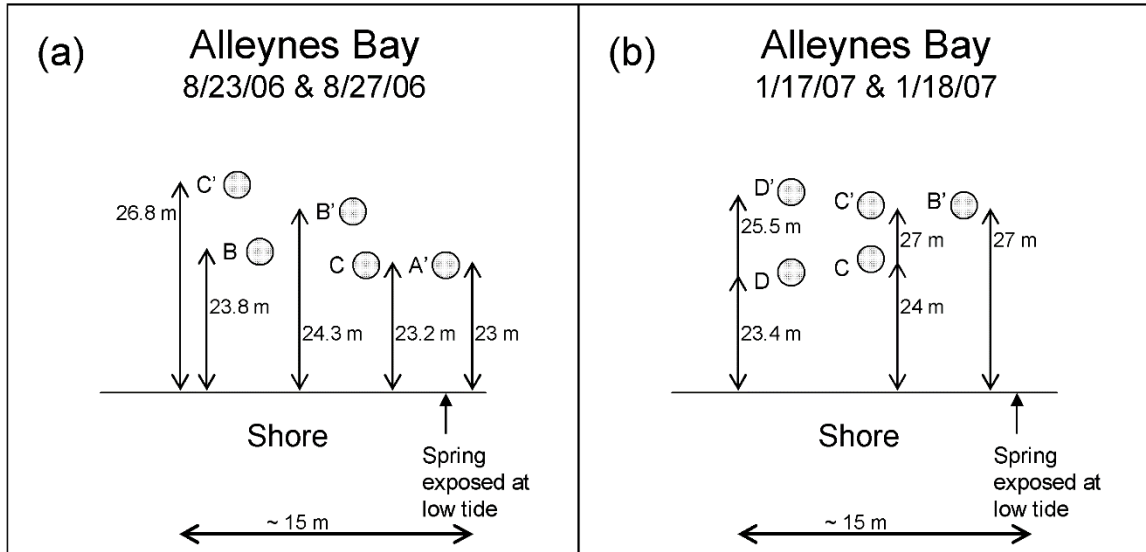 (a)
Alleynes Bay
8/23/06 & 8/27/06
C'
26.8 m
B'
B
C
A'
23.8 m
24.3 m
23.2 m
23 m
Shore
Spring
exposed at
low tide
~ 15 m
(b)
Alleynes Bay
1/17/07 & 1/18/07
D'
C'
B'
25.5 m
27 m
27 m
D
C
23.4 m
24 m
Shore
Spring
exposed at
low tide
~ 15 m